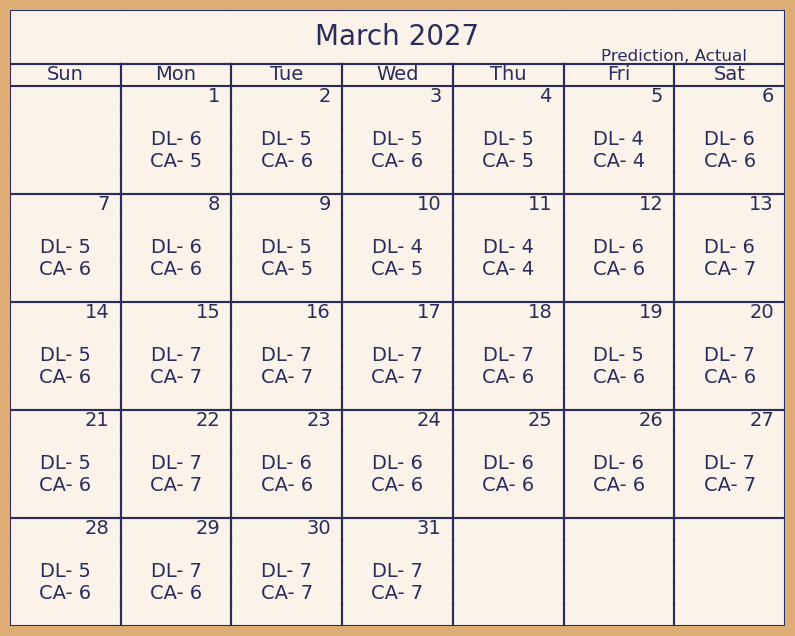 March 2027
Prediction, Actual
Sun Mon Tue Wed Thu Fri Sat
1 2 3 4 5 6
DL- 6 DL- 5 DL- 5 DL- 5 DL- 4 DL- 6
CA- 5 CA- 6 CA- 6 CA- 5 CA- 4 CA- 6
7 8 9 10 11 12 13
DL- 5 DL- 6 DL- 5 DL- 4 DL- 4 DL- 6 DL- 6
CA- 6 CA- 6 CA- 5 CA- 5 CA- 4 CA- 6 CA- 7
14 15 16 17 18 19 20
DL- 5 DL- 7 DL- 7 DL- 7 DL- 7 DL- 5 DL- 7
CA- 6 CA- 7 CA- 7 CA- 7 CA- 6 CA- 6 CA- 6
21 22 23 24 25 26 27
DL- 5 DL- 7 DL- 6 DL- 6 DL- 6 DL- 6 DL- 7
CA- 6 CA- 7 CA- 6 CA- 6 CA- 6 CA- 6 CA- 7
28 29 30 31
DL- 5 DL- 7 DL- 7 DL- 7
CA- 6 CA- 6 CA- 7 CA- 7